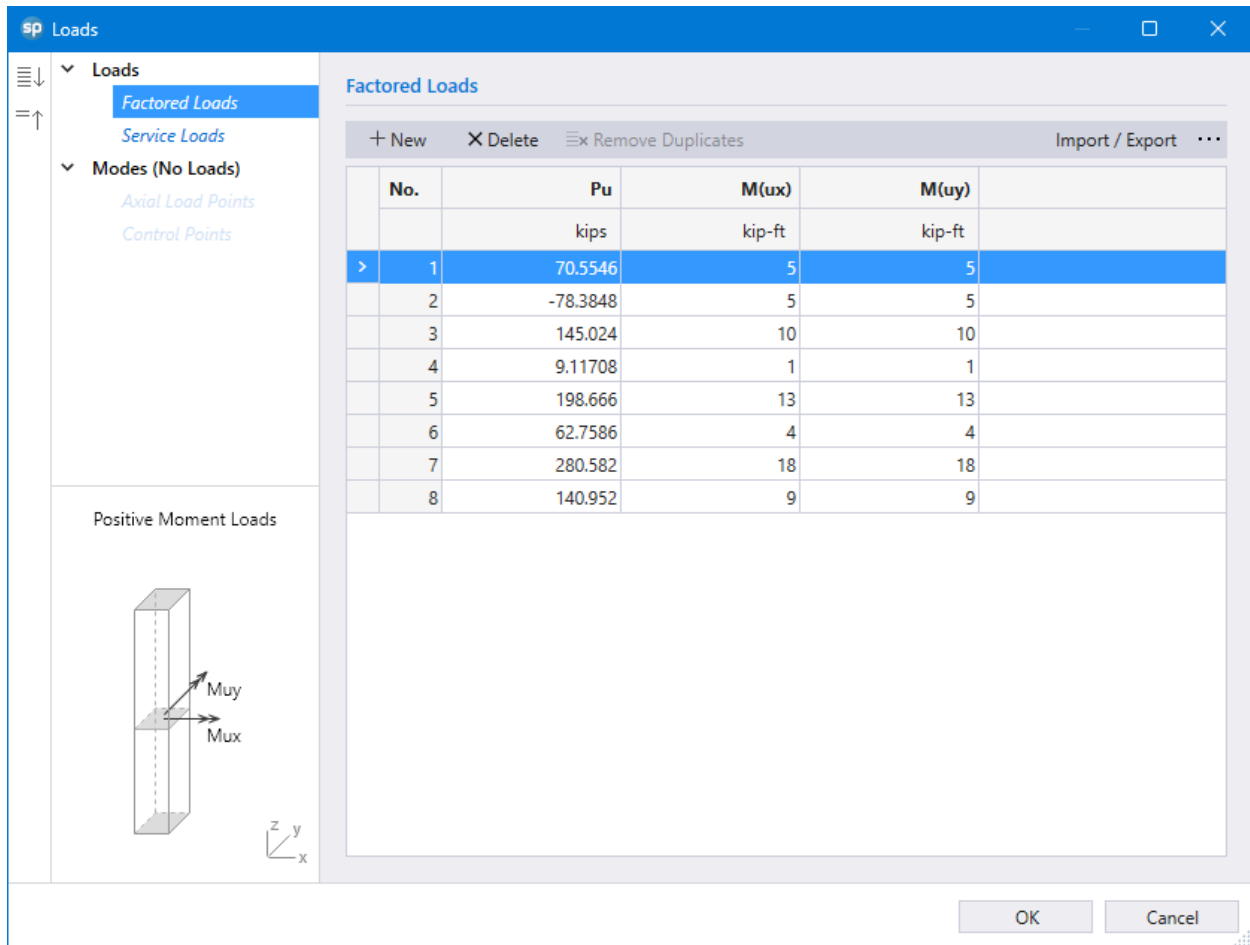 sp Loads
Loads
Factored Loads
Service Loads
Modes (No Loads)
Axial Load Points
Control Points
Positive Moment Loads
Muy
Mux
z
y
x
Factored Loads
+ New X Delete Remove Duplicates Import / Export ...
No. Pu M(ux) M(uy)
kips kip-ft kip-ft
1 70.5546 5 5
2 -78.3848 5 5
3 145.024 10 10
4 9.11708 1 1
5 198.666 13 13
6 62.7586 4 4
7 280.582 18 18
8 140.952 9 9
OK Cancel